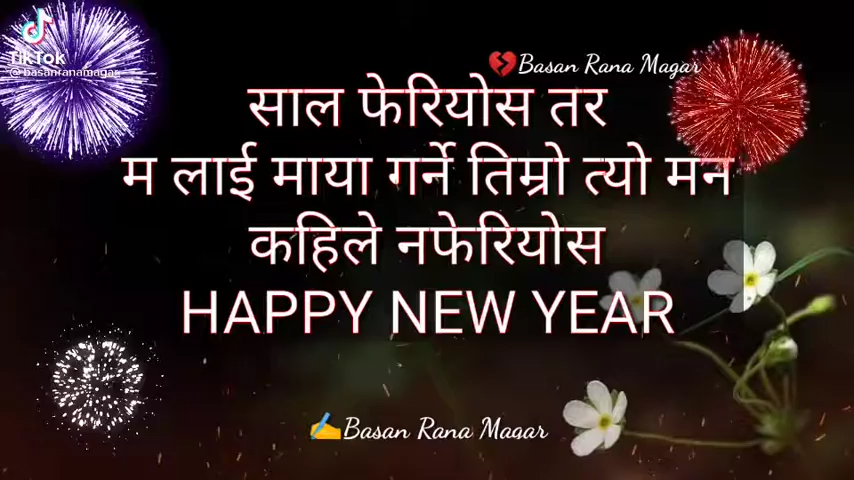 TikTok
@basanranamagar
💔Basan Rana Magar
साल फेरियोस तर
म लाई माया गर्ने तिम्रो त्यो मन
कहिले नफेरियोस
HAPPY NEW YEAR
✍️Basan Rana Magar